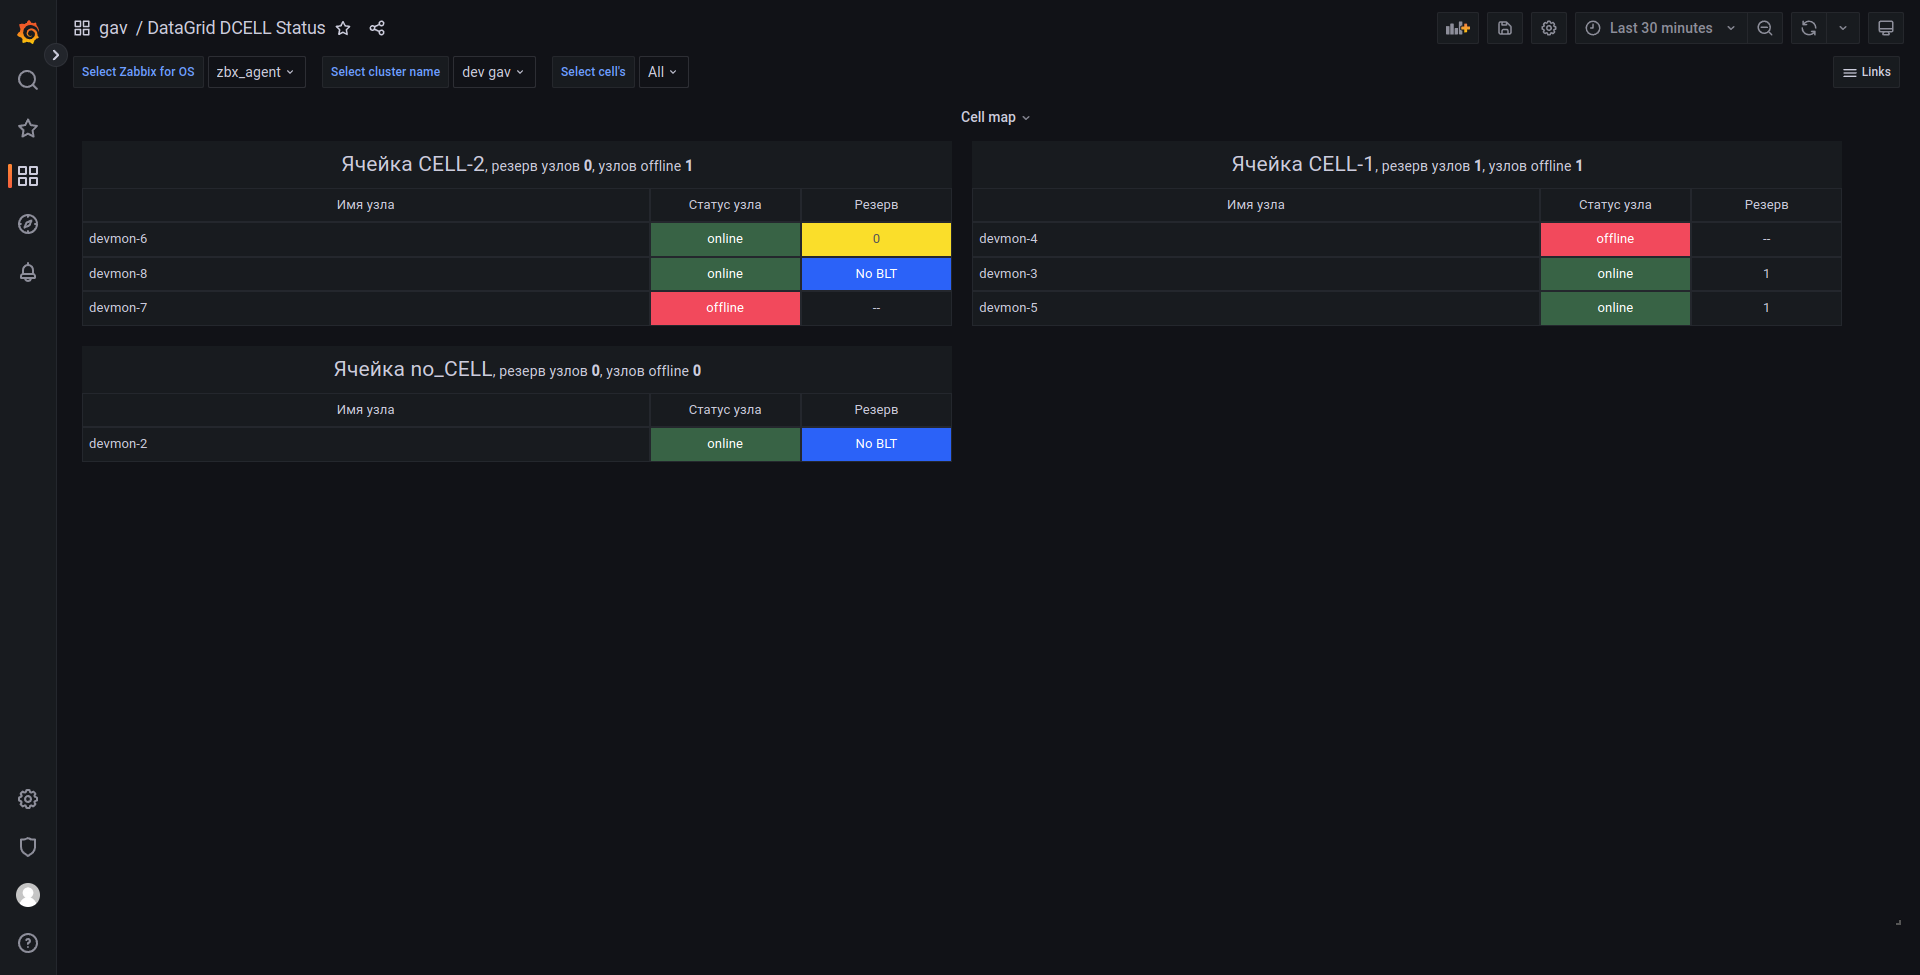 gav / DataGrid DCELL Status
Last 30 minutes
Select Zabbix for OS zbx_agent Select cluster name dev gav Select cell's All Links
Cell map
Ячейка CELL-2, резерв узлов 0, узлов offline 1
Имя узла Статус узла Резерв
devmon-6 online 0
devmon-8 online No BLT
devmon-7 offline --
Ячейка CELL-1, резерв узлов 1, узлов offline 1
Имя узла Статус узла Резерв
devmon-4 offline --
devmon-3 online 1
devmon-5 online 1
Ячейка no_CELL, резерв узлов 0, узлов offline 0
Имя узла Статус узла Резерв
devmon-2 online No BLT